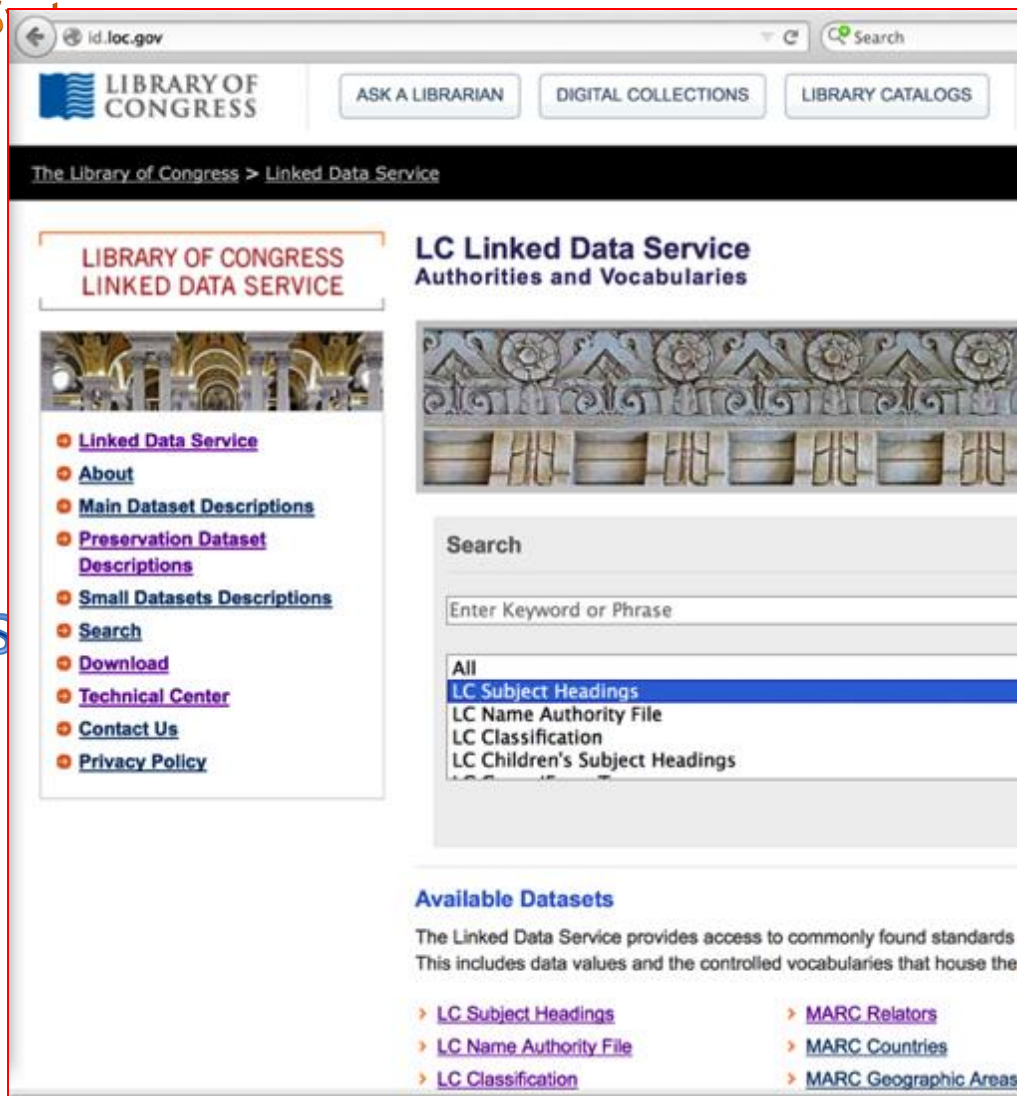 id.loc.gov
Search
LIBRARY OF
CONGRESS
ASK A LIBRARIAN
DIGITAL COLLECTIONS
LIBRARY CATALOGS
The Library of Congress > Linked Data Service
LIBRARY OF CONGRESS
LINKED DATA SERVICE
Linked Data Service
About
Main Dataset Descriptions
Preservation Dataset
Descriptions
Small Datasets Descriptions
Search
Download
Technical Center
Contact Us
Privacy Policy
LC Linked Data Service
Authorities and Vocabularies
Search
Enter Keyword or Phrase
All
LC Subject Headings
LC Name Authority File
LC Classification
LC Children's Subject Headings
Available Datasets
The Linked Data Service provides access to commonly found standards
This includes data values and the controlled vocabularies that house the
> LC Subject Headings
> LC Name Authority File
> LC Classification
> MARC Relators
> MARC Countries
> MARC Geographic Areas